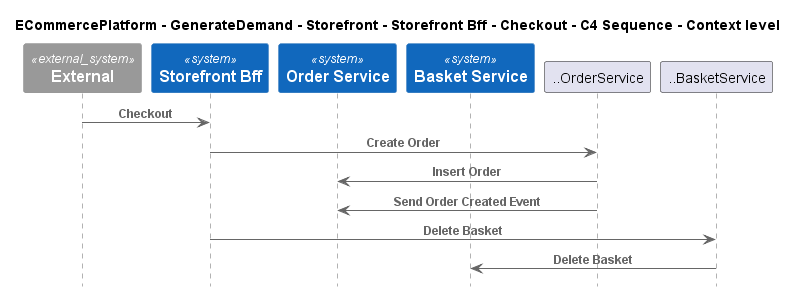 ECommercePlatform - GenerateDemand - Storefront - Storefront Bff - Checkout - C4 Sequence - Context level
«external_system»
External
«system»
Storefront Bff
«system»
Order Service
«system»
Basket Service
..OrderService
..BasketService
Checkout
Create Order
Insert Order
Send Order Created Event
Delete Basket
Delete Basket